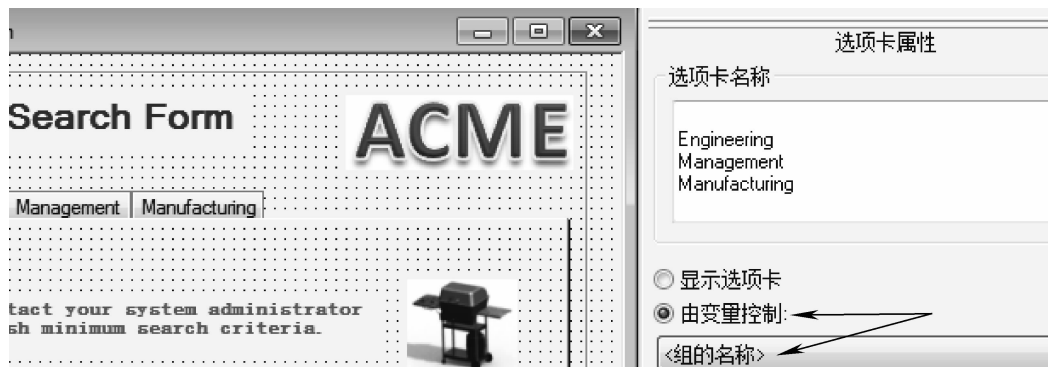 Search Form
ACME
Management
Manufacturing
tact your system administrator
sh minimum search criteria.
选项卡属性
选项卡名称
Engineering
Management
Manufacturing
显示选项卡
由变量控制:
<组的名称>